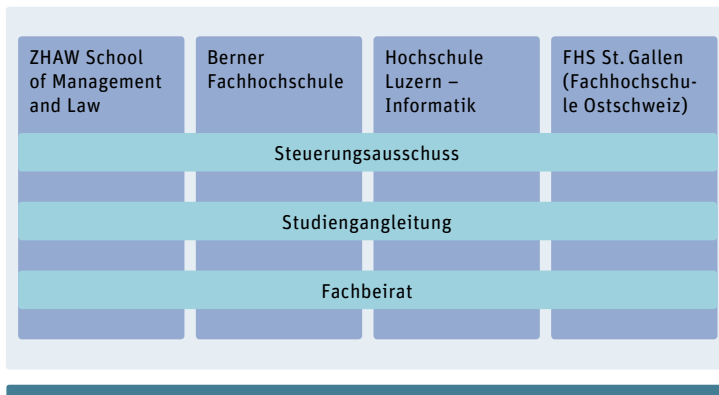 ZHAW School
of Management
and Law
Berner
Fachhochschule
Hochschule
Luzern –
Informatik
FHS St. Gallen
(Fachhochschu-
le Ostschweiz)
Steuerungsausschuss
Studiengangleitung
Fachbeirat